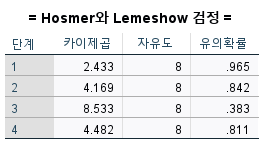 = Hosmer와 Lemeshow 검정 =
단계 카이제곱 자유도 유의확률
1 2.433 8 .965
2 4.169 8 .842
3 8.533 8 .383
4 4.482 8 .811